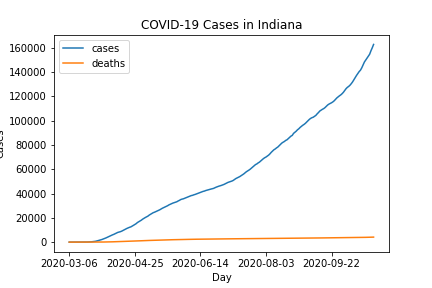 COVID-19 Cases in Indiana
cases
deaths
160000
140000
120000
100000
80000
60000
40000
20000
0
cases
2020-03-06 2020-04-25 2020-06-14 2020-08-03 2020-09-22
Day